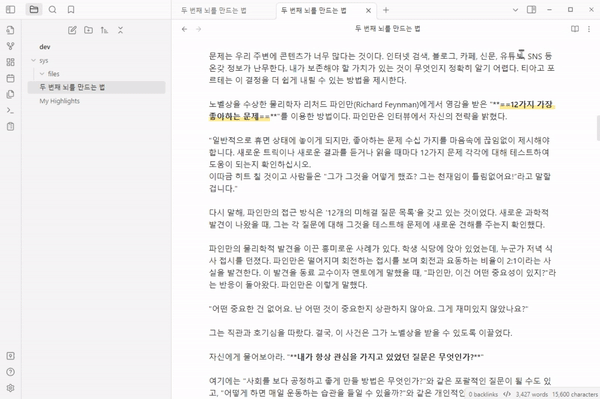 두 번째 뇌를 만드는 법
두 번째 뇌를 만드는 법
두 번째 뇌를 만드는 법
dev
sys
files
두 번째 뇌를 만드는 법
My Highlights
문제는 우리 주변에 콘텐츠가 너무 많다는 것이다. 인터넷 검색, 블로그, 카페, 신문, 유튜브, SNS 등
온갖 정보가 난무한다. 내가 보존해야 할 가치가 있는 것이 무엇인지 정확히 알기 어렵다. 티아고 포
르테는 이 결정을 더 쉽게 내릴 수 있는 방법을 제시한다.
노벨상을 수상한 물리학자 리처드 파인만(Richard Feynman)에게서 영감을 받은 "**==12가지 가장
좋아하는 문제==**"를 이용한 방법이다. 파인만은 인터뷰에서 자신의 전략을 밝혔다.
"일반적으로 휴면 상태에 놓이게 되지만, 좋아하는 문제 수십 가지를 마음속에 끊임없이 제시해야
합니다. 새로운 트릭이나 새로운 결과를 듣거나 읽을 때마다 12가지 문제 각각에 대해 테스트하여
도움이 되는지 확인하십시오.
이따금 히트 칠 것이고 사람들은 "그가 그것을 어떻게 했죠? 그는 천재임이 틀림없어요!"라고 말할
겁니다."
다시 말해, 파인만의 접근 방식은 '12개의 미해결 질문 목록'을 갖고 있는 것이었다. 새로운 과학적
발견이 나왔을 때, 그는 각 질문에 대해 그것을 테스트해 문제에 새로운 견해를 주는지 확인했다.
파인만의 물리학적 발견을 이끈 흥미로운 사례가 있다. 학생 식당에 앉아 있었는데, 누군가 저녁 식
사 접시를 던졌다. 파인만은 떨어지며 회전하는 접시를 보며 회전과 요동하는 비율이 2:1이라는 사
실을 발견한다. 이 발견을 동료 교수이자 멘토에게 말했을 때, "파인만, 이건 어떤 중요성이 있지?"라
는 반응이 돌아왔다. 파인만은 이렇게 말했다.
"어떤 중요한 건 없어요. 난 어떤 것이 중요한지 상관하지 않아요. 그게 재미있지 않았나요?"
그는 직관과 호기심을 따랐다. 결국, 이 사건은 그가 노벨상을 받을 수 있도록 이끌었다.
자신에게 물어보아라. "**내가 항상 관심을 가지고 있었던 질문은 무엇인가?**"
여기에는 "사회를 보다 공정하고 좋게 만들 방법은 무엇인가?"와 같은 포괄적인 질문이 될 수도 있
고, "어떻게 하면 매일 운동하는 습관을 들일 수 있을까?"와 같은 개인적인
0 backlinks
3,427 words
15,600 characters